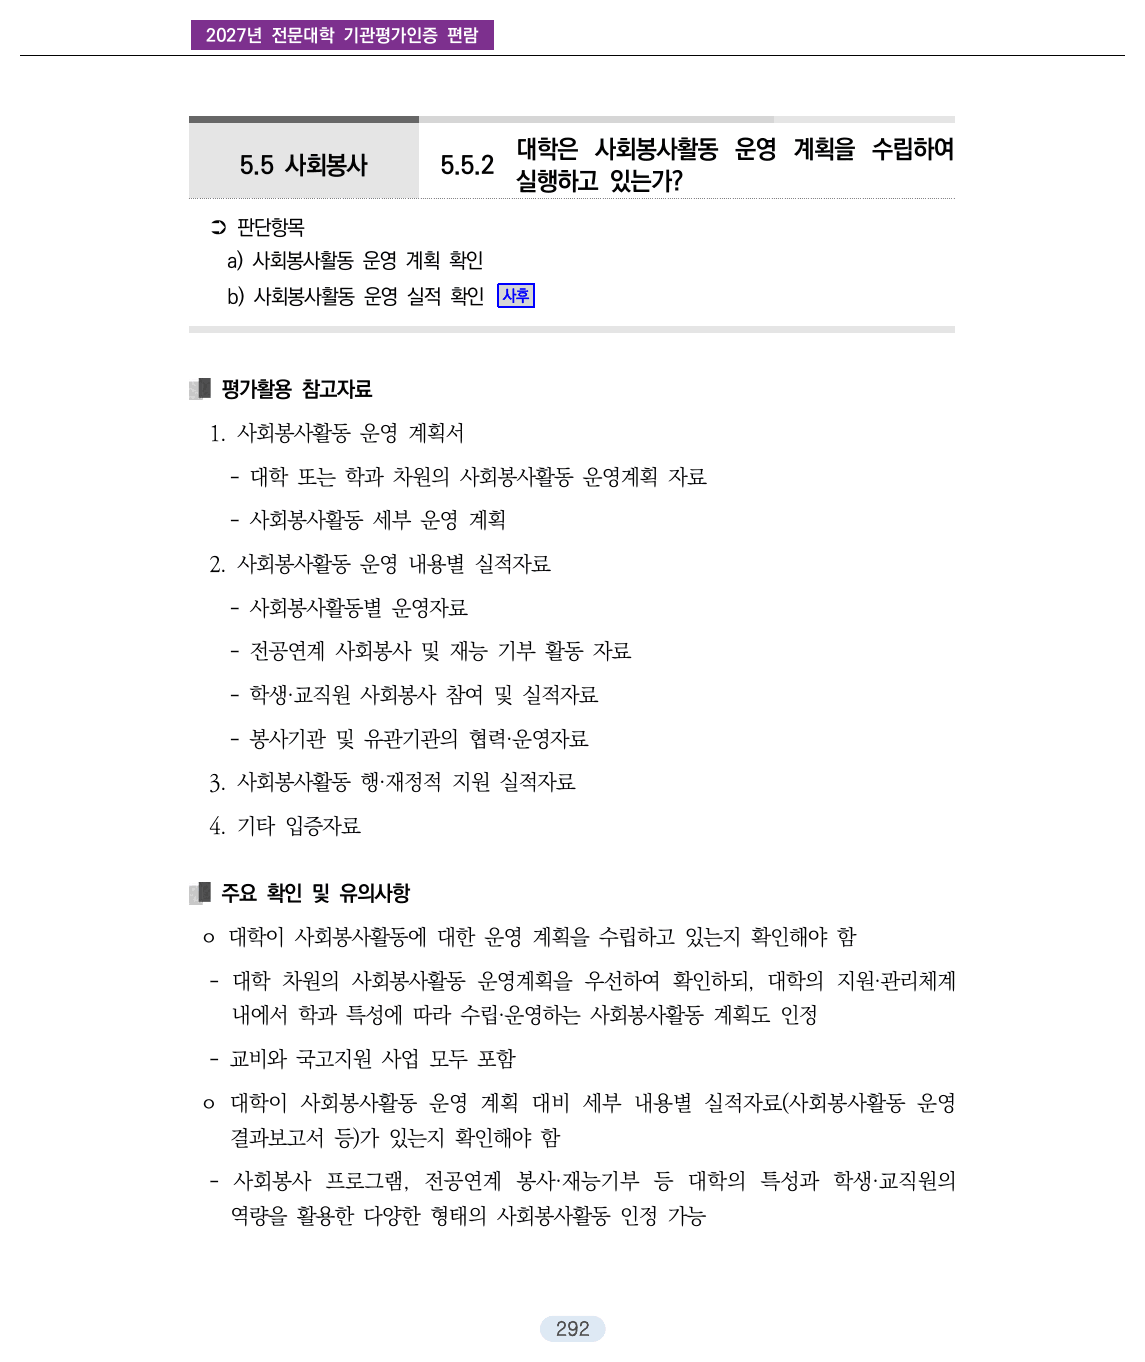 2027년 전문대학 기관평가인증 편람
5.5 사회봉사
5.5.2
대학은 사회봉사활동 운영 계획을 수립하여
실행하고 있는가?
➲ 판단항목
a) 사회봉사활동 운영 계획 확인
b) 사회봉사활동 운영 실적 확인 사후
평가활용 참고자료
1. 사회봉사활동 운영 계획서
- 대학 또는 학과 차원의 사회봉사활동 운영계획 자료
- 사회봉사활동 세부 운영 계획
2. 사회봉사활동 운영 내용별 실적자료
- 사회봉사활동별 운영자료
- 전공연계 사회봉사 및 재능 기부 활동 자료
- 학생·교직원 사회봉사 참여 및 실적자료
- 봉사기관 및 유관기관의 협력·운영자료
3. 사회봉사활동 행·재정적 지원 실적자료
4. 기타 입증자료
주요 확인 및 유의사항
ㅇ 대학이 사회봉사활동에 대한 운영 계획을 수립하고 있는지 확인해야 함
- 대학 차원의 사회봉사활동 운영계획을 우선하여 확인하되, 대학의 지원·관리체계
내에서 학과 특성에 따라 수립·운영하는 사회봉사활동 계획도 인정
- 교비와 국고지원 사업 모두 포함
ㅇ 대학이 사회봉사활동 운영 계획 대비 세부 내용별 실적자료(사회봉사활동 운영
결과보고서 등)가 있는지 확인해야 함
- 사회봉사 프로그램, 전공연계 봉사·재능기부 등 대학의 특성과 학생·교직원의
역량을 활용한 다양한 형태의 사회봉사활동 인정 가능
292